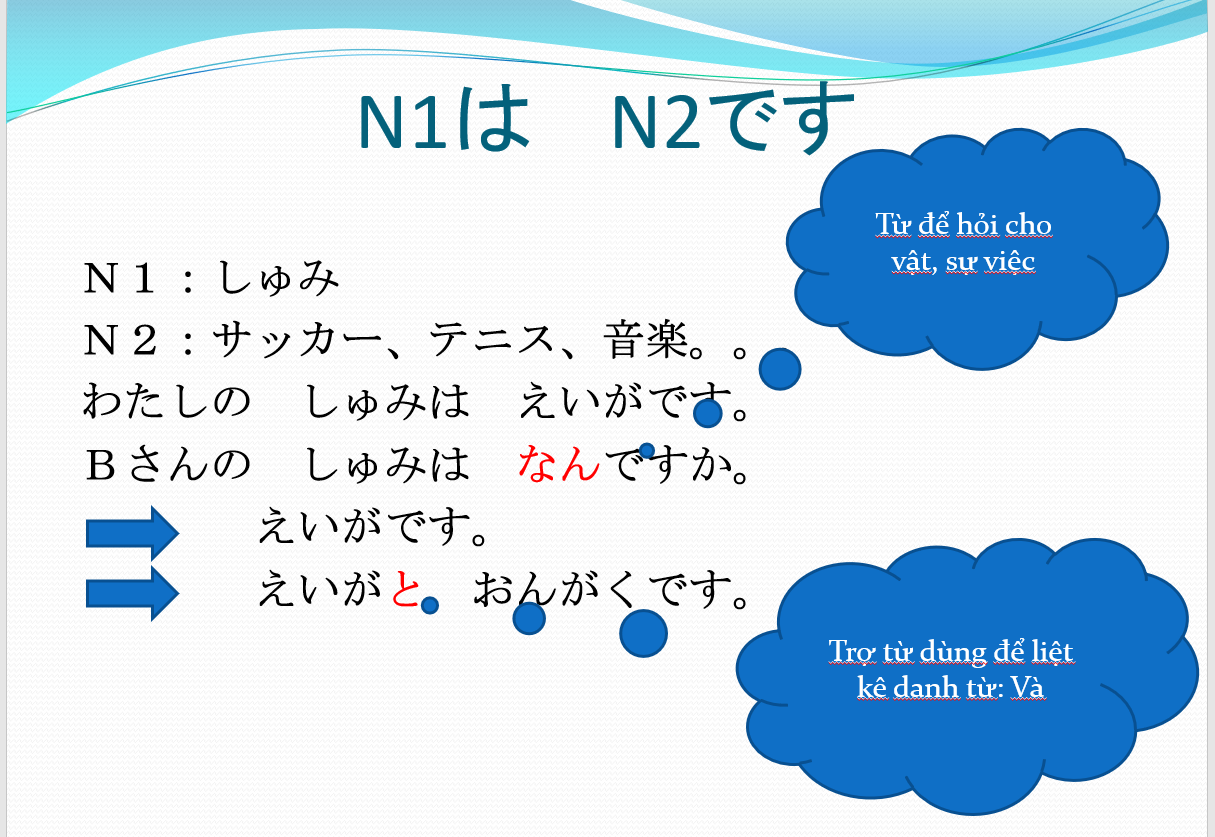 N1は　N2です
Từ để hỏi cho
vật, sự việc
Ｎ１：しゅみ
Ｎ２：サッカー、テニス、音楽。。
わたしの　しゅみは　えいがです。
Ｂさんの　しゅみは　なんですか。
えいがです。
えいがと　おんがくです。
Trợ từ dùng để liệt
kê danh từ: Và